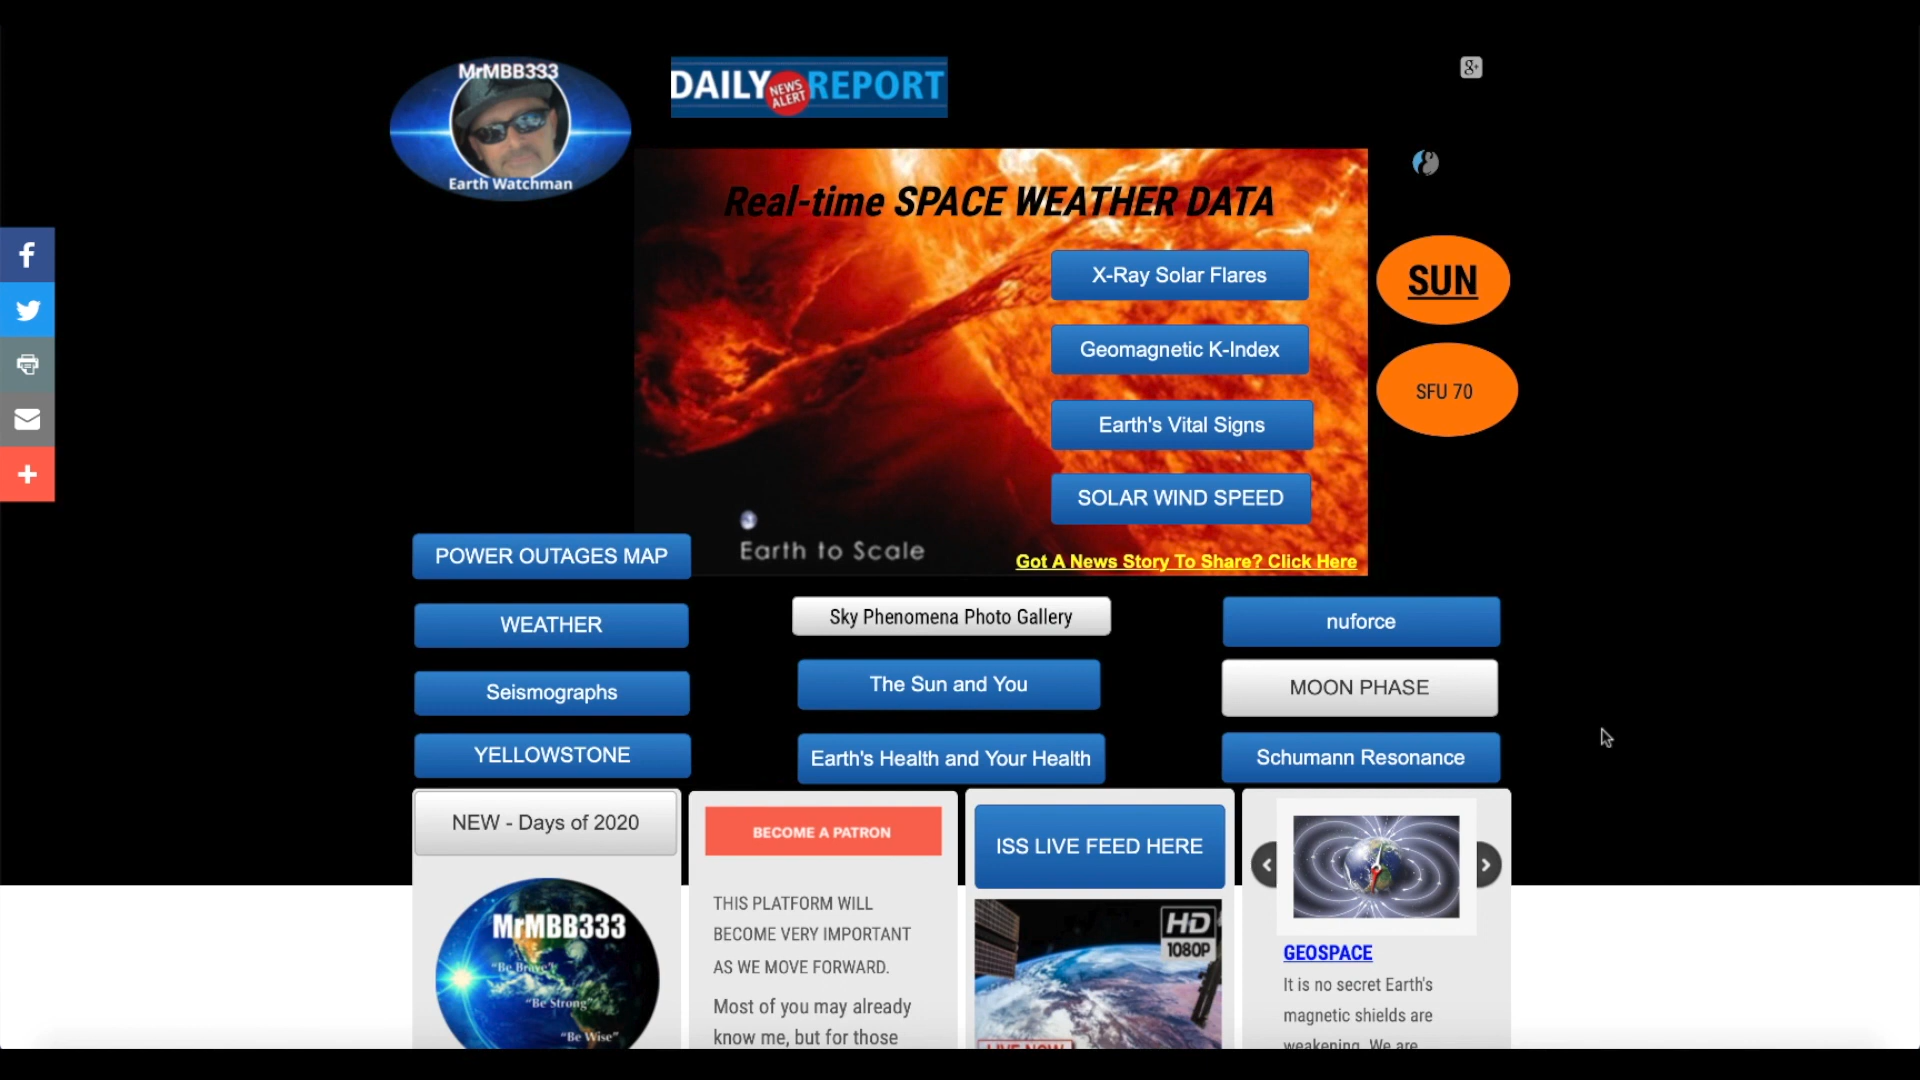 MrMBB333
Earth Watchman
DAILY NEWS ALERT REPORT
g+
Real-time SPACE WEATHER DATA
X-Ray Solar Flares
Geomagnetic K-Index
Earth's Vital Signs
SOLAR WIND SPEED
Earth to Scale
Got A News Story To Share? Click Here
SUN
SFU 70
POWER OUTAGES MAP
WEATHER
Seismographs
YELLOWSTONE
Sky Phenomena Photo Gallery
The Sun and You
Earth's Health and Your Health
nuforce
MOON PHASE
Schumann Resonance
NEW - Days of 2020
MrMBB333
"Be Brave"
"Be Strong"
"Be Wise"
BECOME A PATRON
THIS PLATFORM WILL
BECOME VERY IMPORTANT
AS WE MOVE FORWARD.
Most of you may already
know me, but for those
ISS LIVE FEED HERE
HD
1080P
LIVE NOW
GEOSPACE
It is no secret Earth's
magnetic shields are
weakening. We are